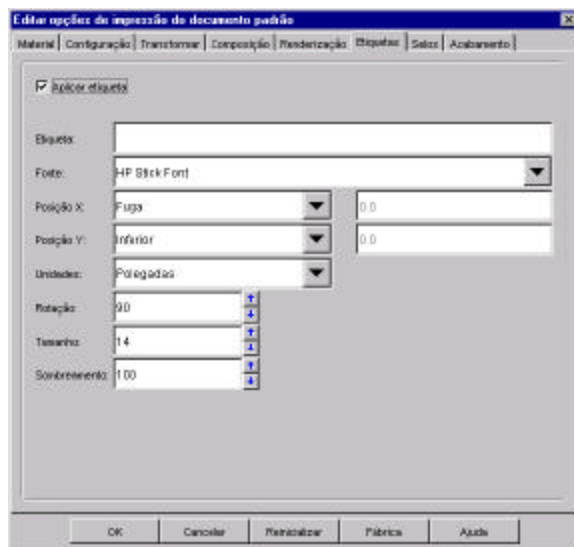 Editar opções de impressão do documento padrão
Material Configuração Transformar Composição Renderização Etiquetas Selos Acabamento
Aplicar etiqueta
Etiqueta:
Fonte: HP Stick Font
Posição X: Fuga 0.0
Posição Y: Inferior 0.0
Unidades: Polegadas
Rotação: 90
Tamanho: 14
Sombreamento: 100
OK Cancelar Reinicializar Fábrica Ajuda